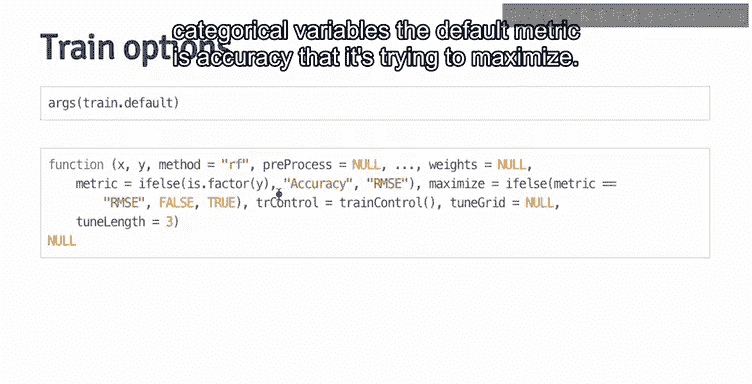 categorical variables the default metric
is accuracy that it's trying to maximize.
Train options
args(train.default)
function (x, y, method = "rf", preProcess = NULL, ..., weights = NULL,
metric = ifelse(is.factor(y), "Accuracy", "RMSE"), maximize = ifelse(metric ==
"RMSE", FALSE, TRUE), trControl = trainControl(), tuneGrid = NULL,
tuneLength = 3)
NULL